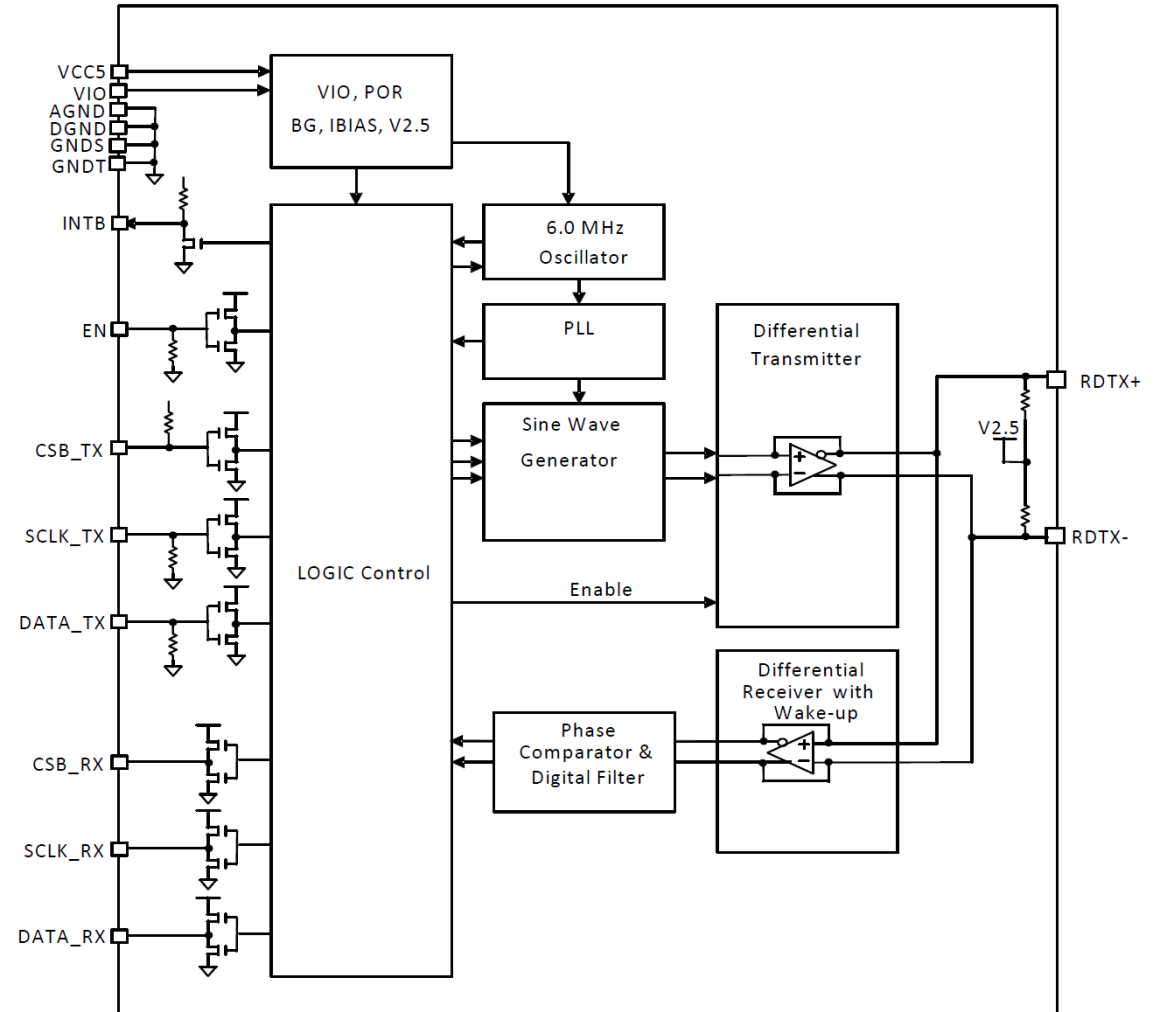 VCC5
VIO
AGND
DGND
GNDS
GNDT
VIO, POR
BG, IBIAS, V2.5
INTB
6.0 MHz
Oscillator
EN
PLL
Differential
Transmitter
RDTX+
CSB_TX
Sine Wave
Generator
+
−
V2.5
SCLK_TX
RDTX-
LOGIC Control
Enable
DATA_TX
Differential
Receiver with
Wake-up
CSB_RX
Phase
Comparator &
Digital Filter
+
−
SCLK_RX
DATA_RX